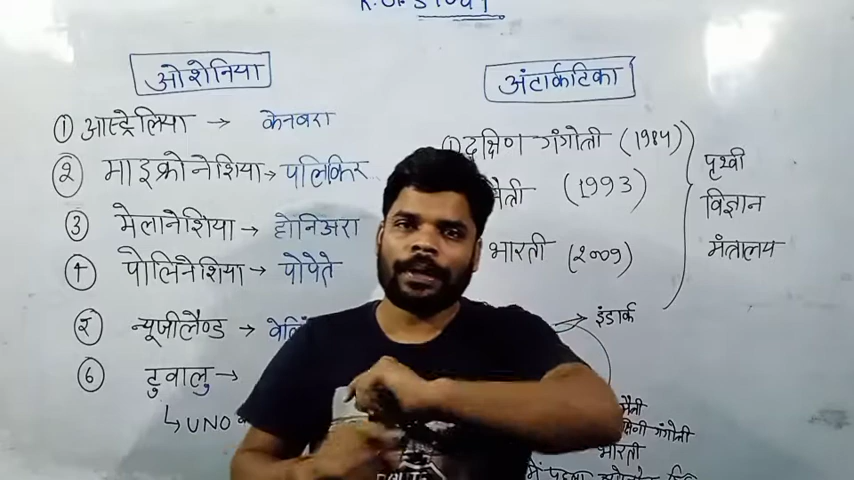 ओशेनिया
① आस्ट्रेलिया → केनबरा
② माइक्रोनेशिया → पलिकिर
③ मेलानेशिया → होनिअरा
④ पोलिनेशिया → पोपेते
⑤ न्यूजीलैण्ड →
⑥ टुवालु →
↳ UNO
अंटार्कटिका
① दक्षिण गंगोली (1984)
(1993)
भारती (2009)
पृथ्वी
विज्ञान
मंत्रालय
→ इंडार्क
मैत्री
गंगोत्री
भारती